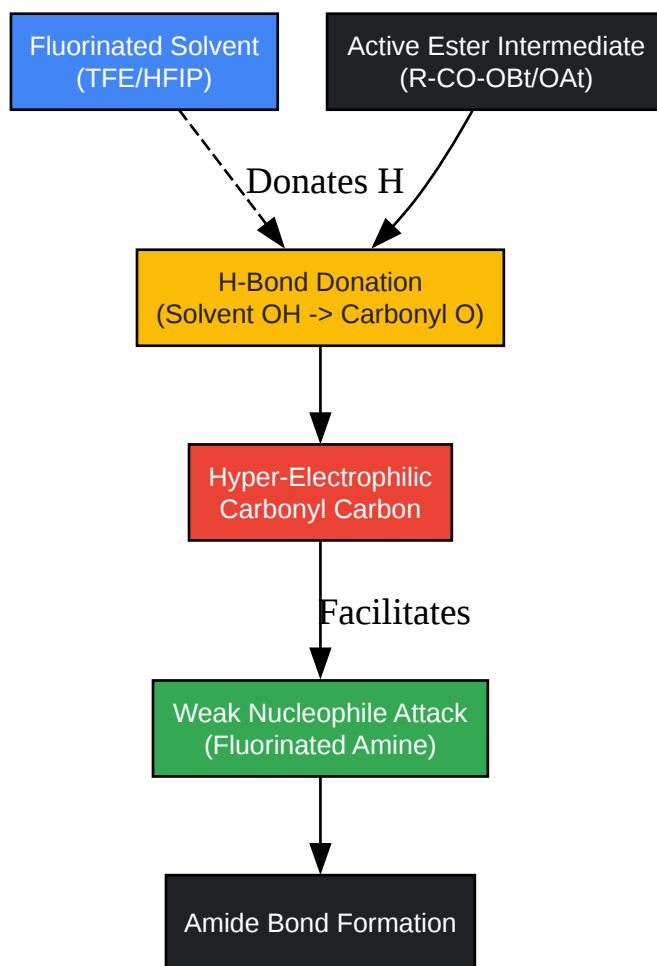 Fluorinated Solvent
(TFE/HFIP)
Active Ester Intermediate
(R-CO-OBt/OAt)
Donates H
H-Bond Donation
(Solvent OH -> Carbonyl O)
Hyper-Electrophilic
Carbonyl Carbon
Facilitates
Weak Nucleophile Attack
(Fluorinated Amine)
Amide Bond Formation